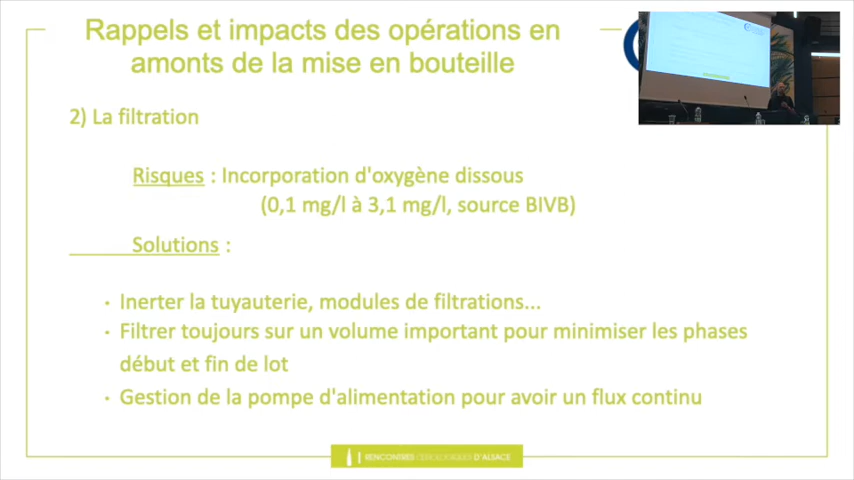 Rappels et impacts des opérations en
amonts de la mise en bouteille
2) La filtration
Risques : Incorporation d'oxygène dissous
(0,1 mg/l à 3,1 mg/l, source BIVB)
Solutions :
• Inerter la tuyauterie, modules de filtrations...
• Filtrer toujours sur un volume important pour minimiser les phases
début et fin de lot
• Gestion de la pompe d'alimentation pour avoir un flux continu
RENCONTRES ŒNOLOGIQUES D'ALSACE